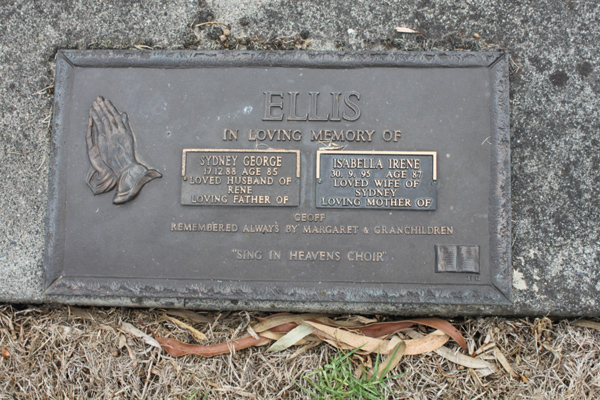 ELLIS
IN LOVING MEMORY OF
SYDNEY GEORGE
17.12.88 AGE 85
LOVED HUSBAND OF
RENE
LOVING FATHER OF
ISABELLA IRENE
30.9.95 AGE 87
LOVED WIFE OF
SYDNEY
LOVING MOTHER OF
GEOFF
REMEMBERED ALWAYS BY MARGARET & GRANCHILDREN
"SING IN HEAVENS CHOIR"